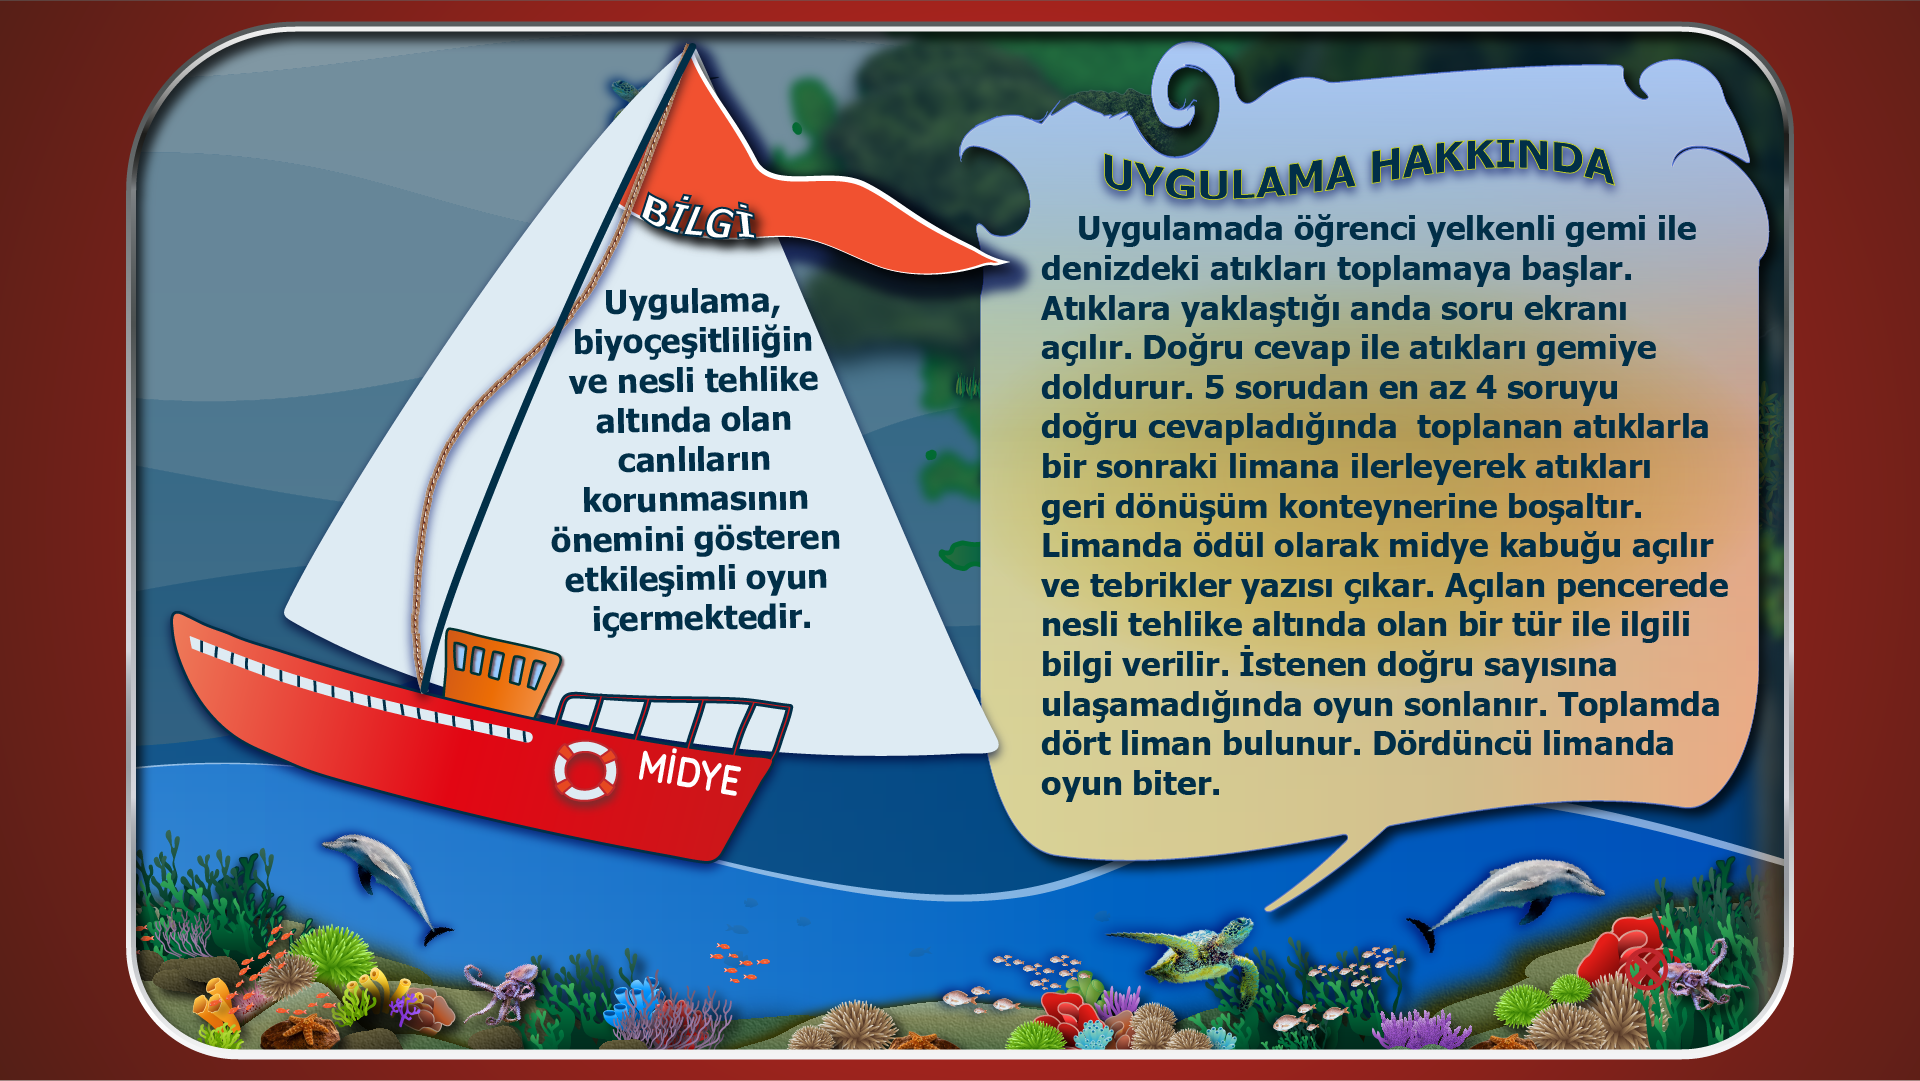 BİLGİ
Uygulama,
biyoçeşitliliğin
ve nesli tehlike
altında olan
canlıların
korunmasının
önemini gösteren
etkileşimli oyun
içermektedir.
MİDYE
UYGULAMA HAKKINDA
Uygulamada öğrenci yelkenli gemi ile
denizdeki atıkları toplamaya başlar.
Atıklara yaklaştığı anda soru ekranı
açılır. Doğru cevap ile atıkları gemiye
doldurur. 5 sorudan en az 4 soruyu
doğru cevapladığında toplanan atıklarla
bir sonraki limana ilerleyerek atıkları
geri dönüşüm konteynerine boşaltır.
Limanda ödül olarak midye kabuğu açılır
ve tebrikler yazısı çıkar. Açılan pencerede
nesli tehlike altında olan bir tür ile ilgili
bilgi verilir. İstenen doğru sayısına
ulaşamadığında oyun sonlanır. Toplamda
dört liman bulunur. Dördüncü limanda
oyun biter.